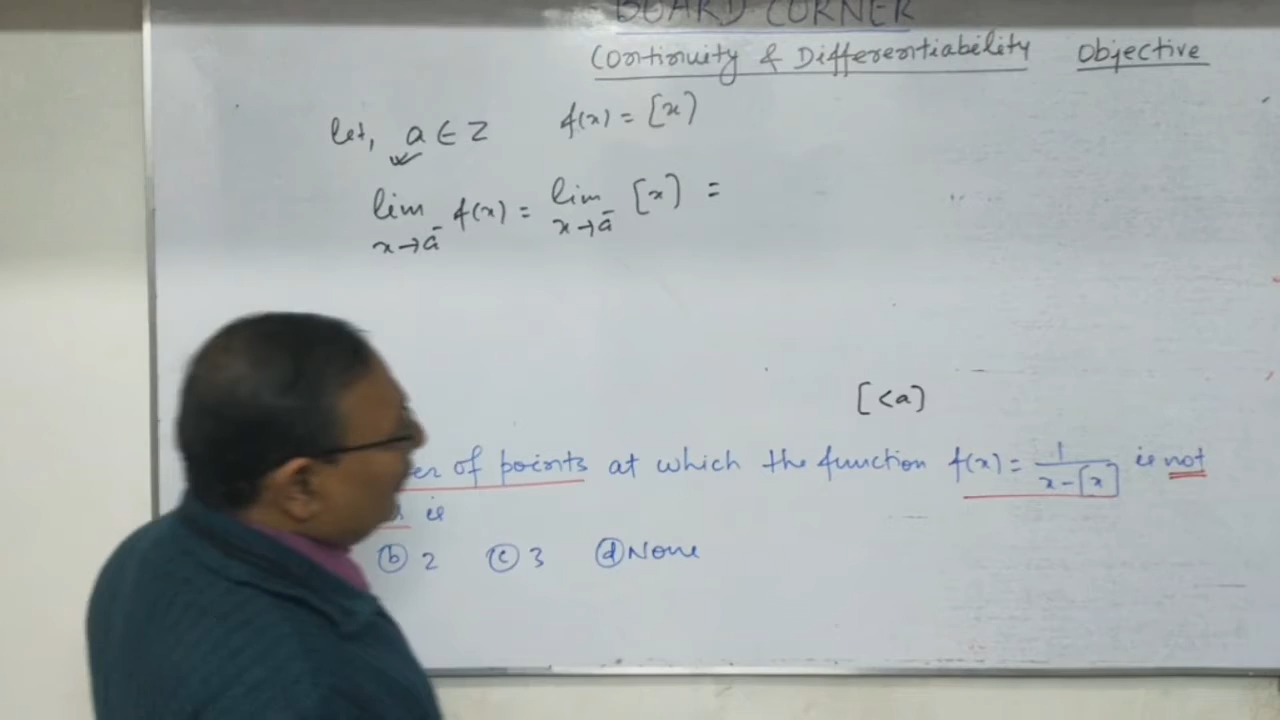 BOARD CORNER
Continuity & Differentiability Objective
let, a ∈ Z f(x) = [x]
lim x→a⁻ f(x) = lim x→a⁻ [x] =
[<a]
of points at which the function f(x) = 1/(x-[x]) is not
is
(b) 2 (c) 3 (d) None